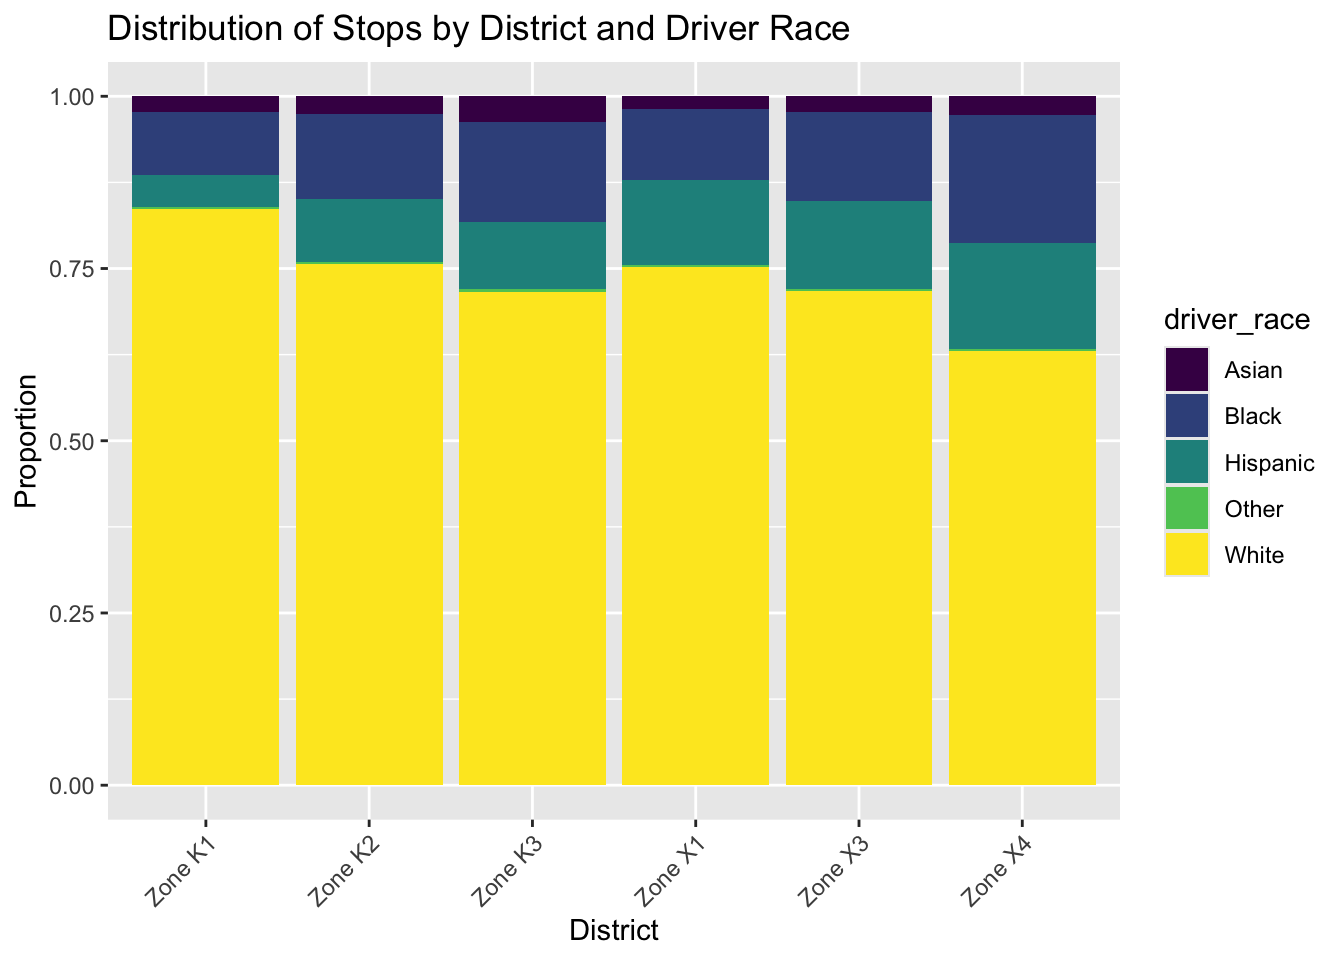 Distribution of Stops by District and Driver Race
1.00
0.75
0.50
0.25
0.00
Proportion
Zone K1
Zone K2
Zone K3
Zone X1
Zone X3
Zone X4
District
driver_race
Asian
Black
Hispanic
Other
White